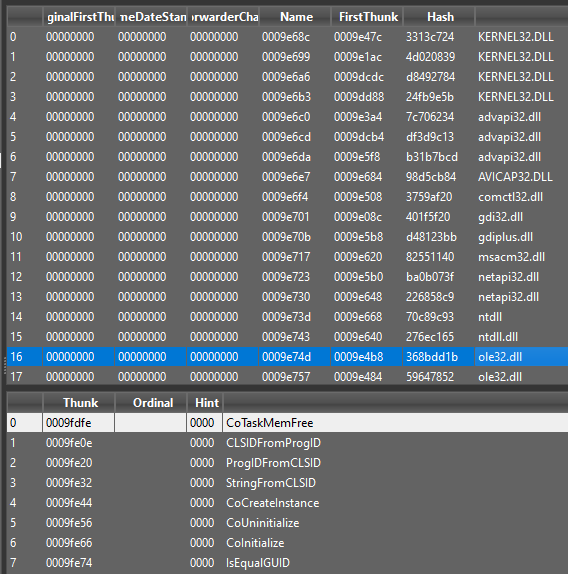 ginalFirstThu meDateStan orwarderCha Name FirstThunk Hash
0 00000000 00000000 00000000 0009e68c 0009e47c 3313c724 KERNEL32.DLL
1 00000000 00000000 00000000 0009e699 0009e1ac 4d020839 KERNEL32.DLL
2 00000000 00000000 00000000 0009e6a6 0009dcdc d8492784 KERNEL32.DLL
3 00000000 00000000 00000000 0009e6b3 0009dd88 24fb9e5b KERNEL32.DLL
4 00000000 00000000 00000000 0009e6c0 0009e3a4 7c706234 advapi32.dll
5 00000000 00000000 00000000 0009e6cd 0009dcb4 df3d9c13 advapi32.dll
6 00000000 00000000 00000000 0009e6da 0009e5f8 b31b7bcd advapi32.dll
7 00000000 00000000 00000000 0009e6e7 0009e684 98d5cb84 AVICAP32.DLL
8 00000000 00000000 00000000 0009e6f4 0009e508 3759af20 comctl32.dll
9 00000000 00000000 00000000 0009e701 0009e08c 401f5f20 gdi32.dll
10 00000000 00000000 00000000 0009e70b 0009e5b8 d48123bb gdiplus.dll
11 00000000 00000000 00000000 0009e717 0009e620 82551140 msacm32.dll
12 00000000 00000000 00000000 0009e723 0009e5b0 ba0b073f netapi32.dll
13 00000000 00000000 00000000 0009e730 0009e648 226858c9 netapi32.dll
14 00000000 00000000 00000000 0009e73d 0009e668 70c89c93 ntdll
15 00000000 00000000 00000000 0009e743 0009e640 276ec165 ntdll.dll
16 00000000 00000000 00000000 0009e74d 0009e4b8 368bdd1b ole32.dll
17 00000000 00000000 00000000 0009e757 0009e484 59647852 ole32.dll
Thunk Ordinal Hint
0 0009fdfe 0000 CoTaskMemFree
1 0009fe0e 0000 CLSIDFromProgID
2 0009fe20 0000 ProgIDFromCLSID
3 0009fe32 0000 StringFromCLSID
4 0009fe44 0000 CoCreateInstance
5 0009fe56 0000 CoUninitialize
6 0009fe66 0000 CoInitialize
7 0009fe74 0000 IsEqualGUID